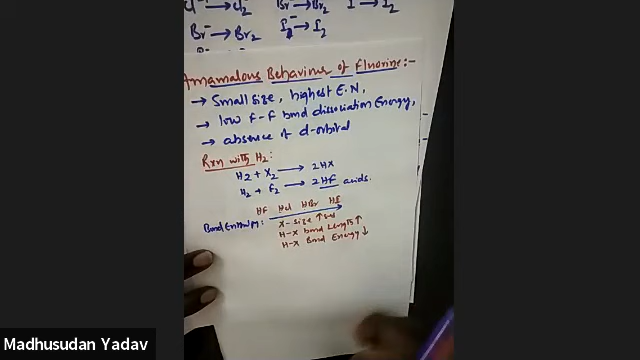 Cl⁻ → Cl₂ Br⁻ → Br₂ I → I₂
Br⁻ → Br₂ I⁻ → I₂
Anamalous Behaviour of Fluorine:-
→ Small size, highest E.N,
→ low F-F bond dissociation Energy,
→ absence of d-orbital
Rxn with H₂:
H₂ + X₂ → 2HX
H₂ + F₂ → 2HF acids.
HF HCl HBr HI
Bond Enthalpy:
X-size ↑ses
H-X bond Length ↑
H-X Bond Energy ↓
Madhusudan Yadav